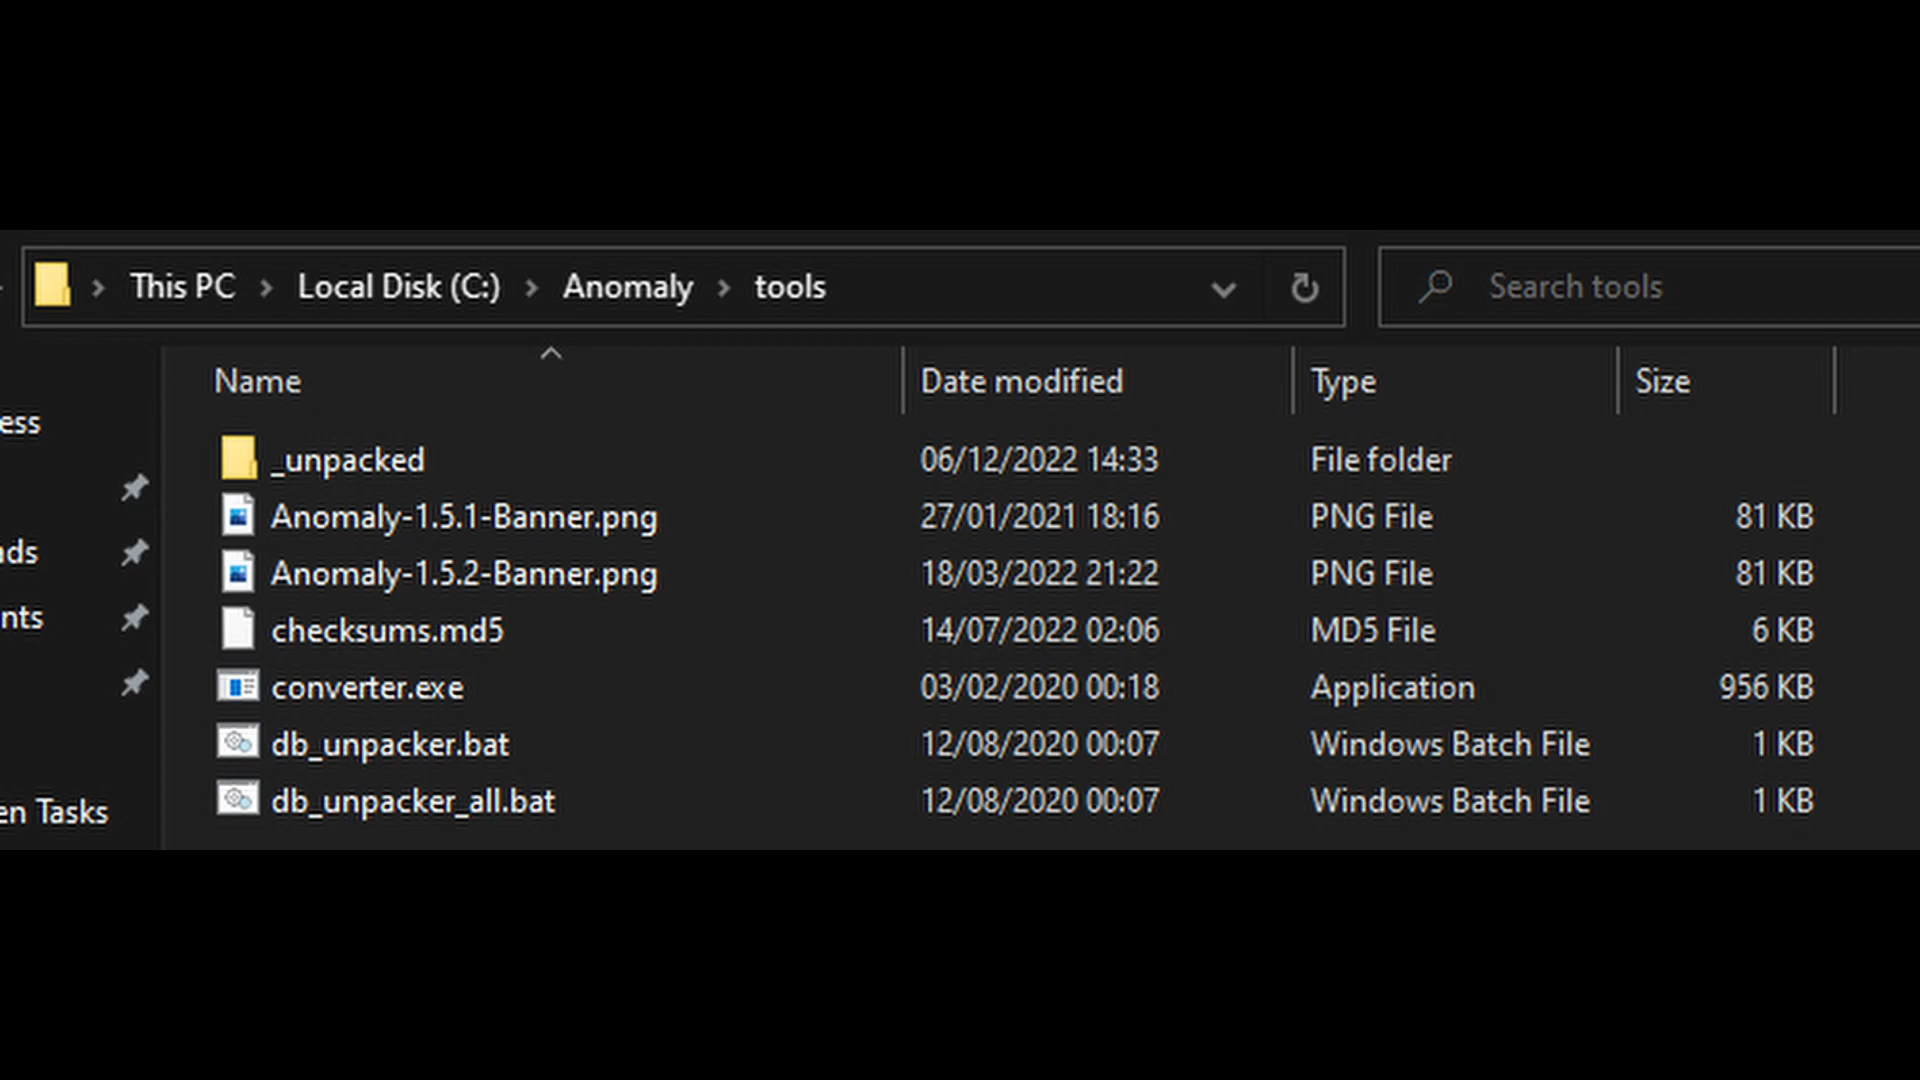 This PC > Local Disk (C:) > Anomaly > tools
Search tools
Name Date modified Type Size
ess
_unpacked 06/12/2022 14:33 File folder
Anomaly-1.5.1-Banner.png 27/01/2021 18:16 PNG File 81 KB
ads
Anomaly-1.5.2-Banner.png 18/03/2022 21:22 PNG File 81 KB
nts
checksums.md5 14/07/2022 02:06 MD5 File 6 KB
converter.exe 03/02/2020 00:18 Application 956 KB
db_unpacker.bat 12/08/2020 00:07 Windows Batch File 1 KB
en Tasks
db_unpacker_all.bat 12/08/2020 00:07 Windows Batch File 1 KB